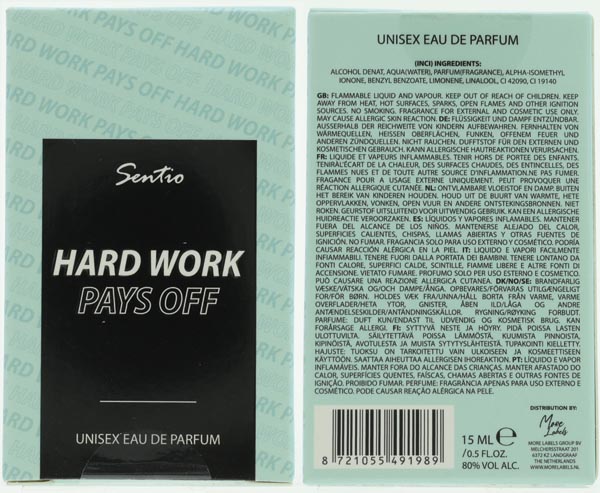 HARD WORK PAYS OFF HARD WORK PAYS OFF
Sentio
HARD WORK
PAYS OFF
UNISEX EAU DE PARFUM
UNISEX EAU DE PARFUM
(INCI) INGREDIENTS:
ALCOHOL DENAT, AQUA(WATER), PARFUM(FRAGRANCE), ALPHA-ISOMETHYL
IONONE, BENZYL BENZOATE, LIMONENE, LINALOOL, CI 42090, CI 19140
GB: FLAMMABLE LIQUID AND VAPOUR. KEEP OUT OF REACH OF CHILDREN. KEEP
AWAY FROM HEAT, HOT SURFACES, SPARKS, OPEN FLAMES AND OTHER IGNITION
SOURCES. NO SMOKING. FRAGRANCE FOR EXTERNAL AND COSMETIC USE ONLY.
MAY CAUSE ALLERGIC SKIN REACTION. DE: FLÜSSIGKEIT UND DAMPF ENTZÜNDBAR.
AUSSERHALB DER REICHWEITE VON KINDERN AUFBEWAHREN. FERNHALTEN VON
WÄRMEQUELLEN, HEISSEN OBERFLÄCHEN, FUNKEN, OFFENEM FEUER UND
ANDEREN ZÜNDQUELLEN. NICHT RAUCHEN. DUFTSTOFF FÜR DEN EXTERNEN UND
KOSMETISCHEN GEBRAUCH. KANN ALLERGISCHE HAUTREAKTIONEN VERURSACHEN.
FR: LIQUIDE ET VAPEURS INFLAMMABLES. TENIR HORS DE PORTEE DES ENFANTS.
TENIRAL'ÉCART DE LA CHALEUR, DES SURFACES CHAUDES, DES ENTINCELLES, DES
FLAMMES NUES ET DE TOUTE AUTRE SOURCE D'INFLAMMATION.NE PAS FUMER.
FRAGANCE POUR A USAGE EXTERNE UNIQUEMENT. PEUT PROVOQUER UNE
RÉACTION ALLERGIQUE CUTANÉE. NL: ONTVLAMBARE VLOEISTOF EN DAMP. BUITEN
HET BEREIK VAN KINDEREN HOUDEN. HOUD UIT DE BUURT VAN WARMTE, HETE
OPPERVLAKKEN, VONKEN, OPEN VUUR EN ANDERE ONTSTEKINGSBRONNEN. NIET
ROKEN. GEURSTOF UITSLUITEND VOOR UITWENDIG GEBRUIK. KAN EEN ALLERGISCHE
HUIDREACTIE VEROORZAKEN. ES: LÍQUIDOS Y VAPORES INFLAMABLES. MANTENER
FUERA DEL ALCANCE DE LOS NIÑOS. MANTENERSE ALEJADO DEL CALOR,
SUPERFICIES CALIENTES, CHISPAS, LLAMAS ABIERTAS Y OTRAS FUENTES DE
IGNICIÓN. NO FUMAR. FRAGANCIA SOLO PARA USO EXTERNO Y COSMÉTICO. PODRÍA
CAUSAR REACCIÓN ALÉRGICA EN LA PIEL. IT: LIQUIDO E VAPORI FACILMENTE
INFIAMMABILI. TENERE FUORI DALLA PORTATA DEI BAMBINI. TENERE LONTANO DA
FONTI CALORE, SUPERFICI CALDE, SCINTILLE, FIAMME LIBERE E ALTRE FONTI DI
ACCENSIONE. VIETATO FUMARE. PROFUMO SOLO PER USO ESTERNO E COSMETICO.
PUÒ CAUSARE UNA REAZIONE ALLERGICA CUTANEA. DK/NO/SE: BRANDFARLIG
VÆSKE/VÄTSKA OGOCH DAMPE/ÅNGA. OPBEVARES/FÖRVARAS UTILGÆNGELIGT
FOR/FÖR BØRN. HOLDES VÆK FRA/UNNA/HÅLL BORTA FRÅN VARME, VARME
OVERFLADER/HETA YTOR, GNISTER, ÅBEN ILD/LÅGA OG ANDRE
ANTÆNDELSESKILDER/ANTÄNDNINGSKÄLLOR. RYGNING/RØYKING FORBUDT.
PARFUME: DUFT KUN/ENDAST TIL UDVENDIG OG KOSMETISK BRUG. KAN
FORÅRSAGE ALLERGI. FI: SYTTYVÄ NESTE JA HÖYRY. PIDÄ POISSA LASTEN
ULOTTUVILTA. SÄILYTETTÄVÄ POISSA LÄMMÖSTÄ, KUUMISTA PINNOISTA,
KIPINÖISTÄ, AVOTULESTA JA MUISTA SYTYTYSLÄHTEISTÄ. TUPAKOINTI KIELLETTY.
HAJUSTE: TUOKSU ON TARKOITETTU VAIN ULKOISEEN JA KOSMEETTISEEN
KÄYTTÖÖN. SAATTAA AIHEUTTAA ALLERGISEN IHOREAKTION. PT: LÍQUIDO E VAPOR
INFLAMÁVEIS. MANTER FORA DO ALCANCE DAS CRIANÇAS. MANTER AFASTADO DO
CALOR, SUPERFÍCIES QUENTES, FAÍSCAS, CHAMAS ABERTAS E OUTRAS FONTES DE
IGNIÇÃO, PROIBIDO FUMAR. PERFUME: FRAGRÂNCIA APENAS PARA USO EXTERNO E
COSMÉTICO. PODE CAUSAR REAÇÃO ALÉRGICA NA PELE.
8 721055 491989
15 ML ℮
/0.5 FL.OZ.
80% VOL ALC.
DISTRIBUTION BY:
More
Labels
MORE LABELS GROUP BV
MELCHERSSTRAAT 201
6372 KZ LANDGRAAF
THE NETHERLANDS
WWW.MORELABELS.NL